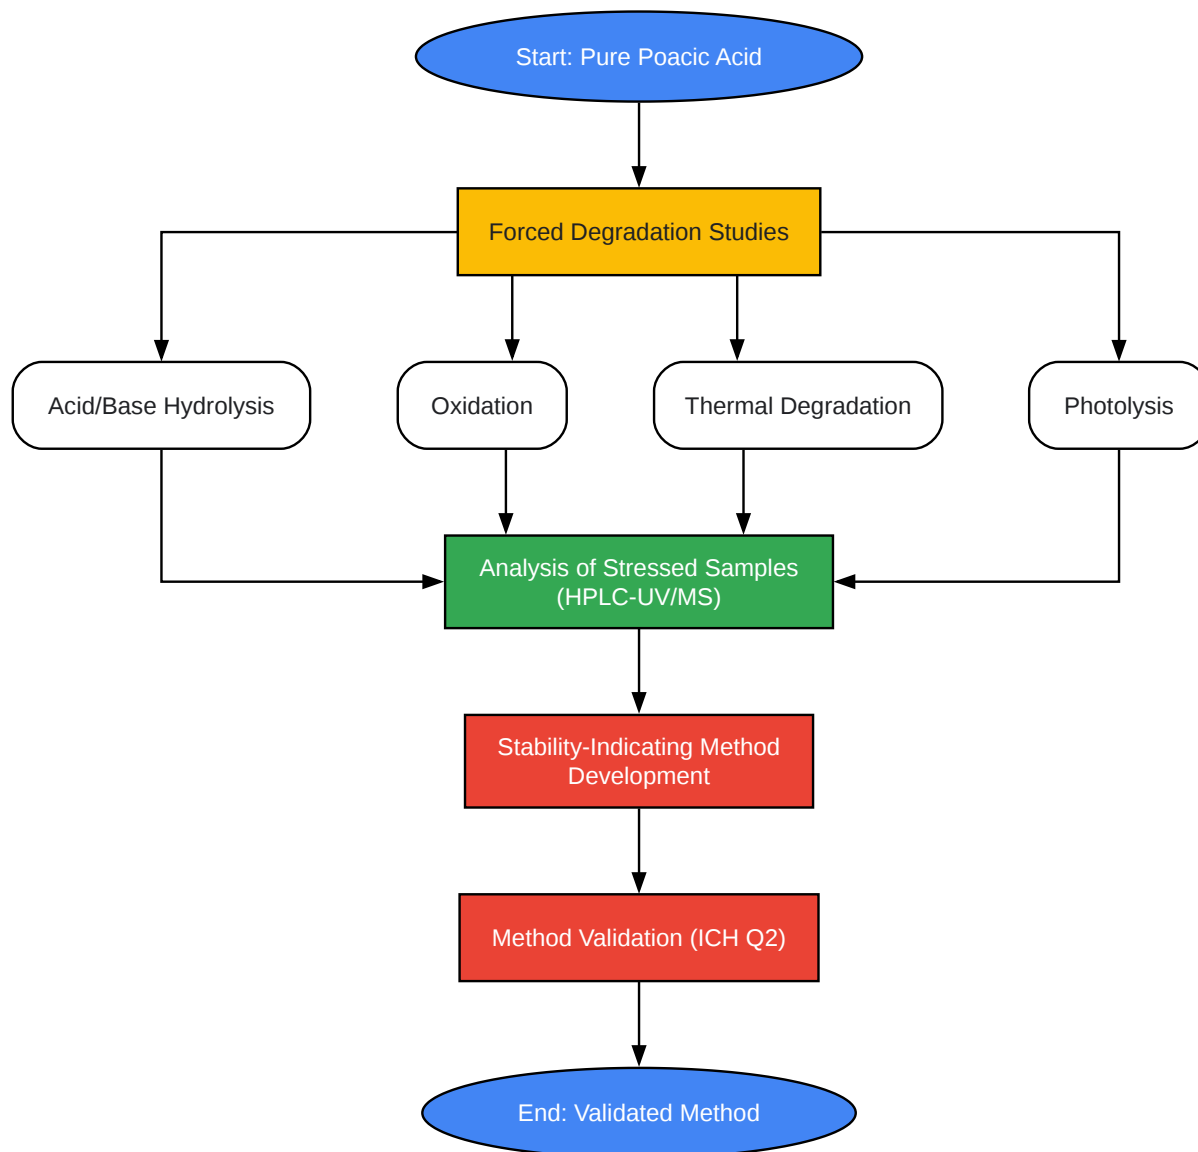 Start: Pure Poacic Acid
Forced Degradation Studies
Acid/Base Hydrolysis
Oxidation
Thermal Degradation
Photolysis
Analysis of Stressed Samples
(HPLC-UV/MS)
Stability-Indicating Method
Development
Method Validation (ICH Q2)
End: Validated Method